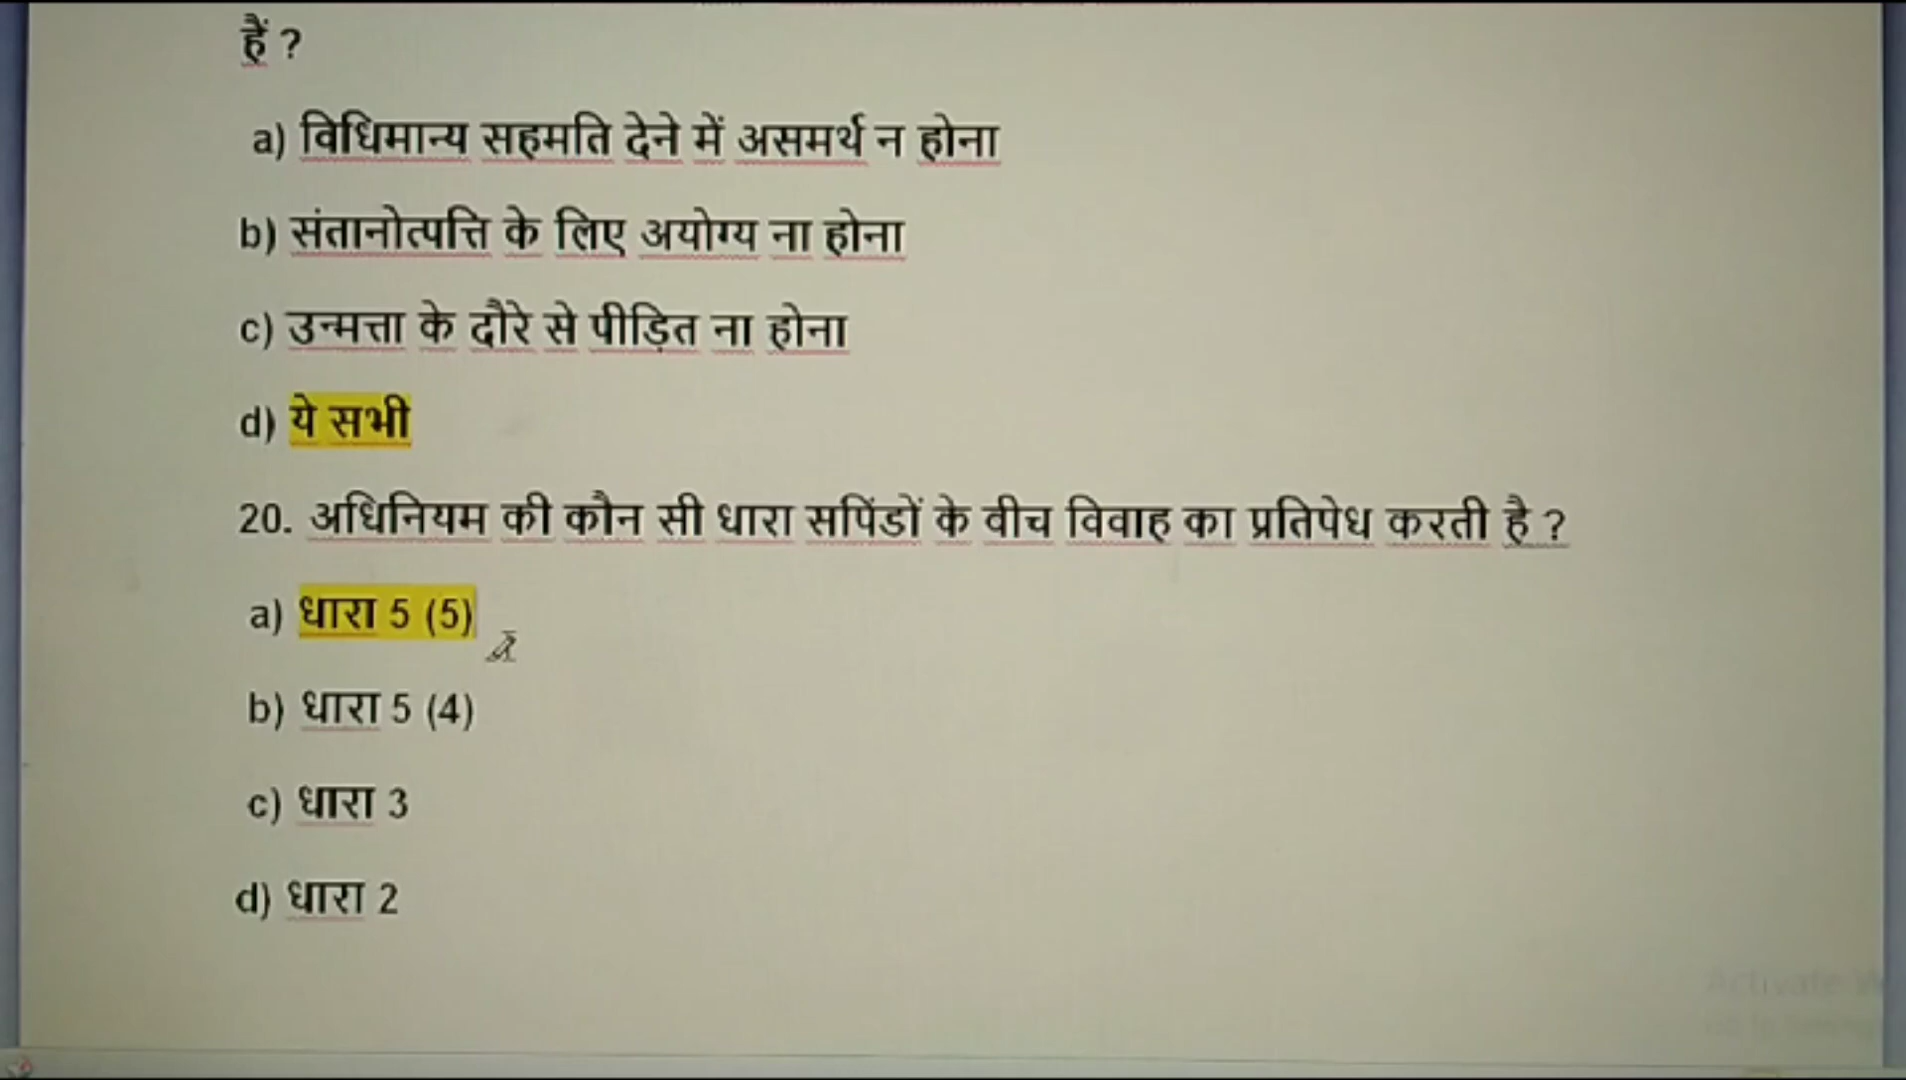 हैं ?
a) विधिमान्य सहमति देने में असमर्थ न होना
b) संतानोत्पत्ति के लिए अयोग्य ना होना
c) उन्मत्ता के दौरे से पीड़ित ना होना
d) ये सभी
20. अधिनियम की कौन सी धारा सपिंडों के वीच विवाह का प्रतिपेध करती है ?
a) धारा 5 (5)
b) धारा 5 (4)
c) धारा 3
d) धारा 2
Activate